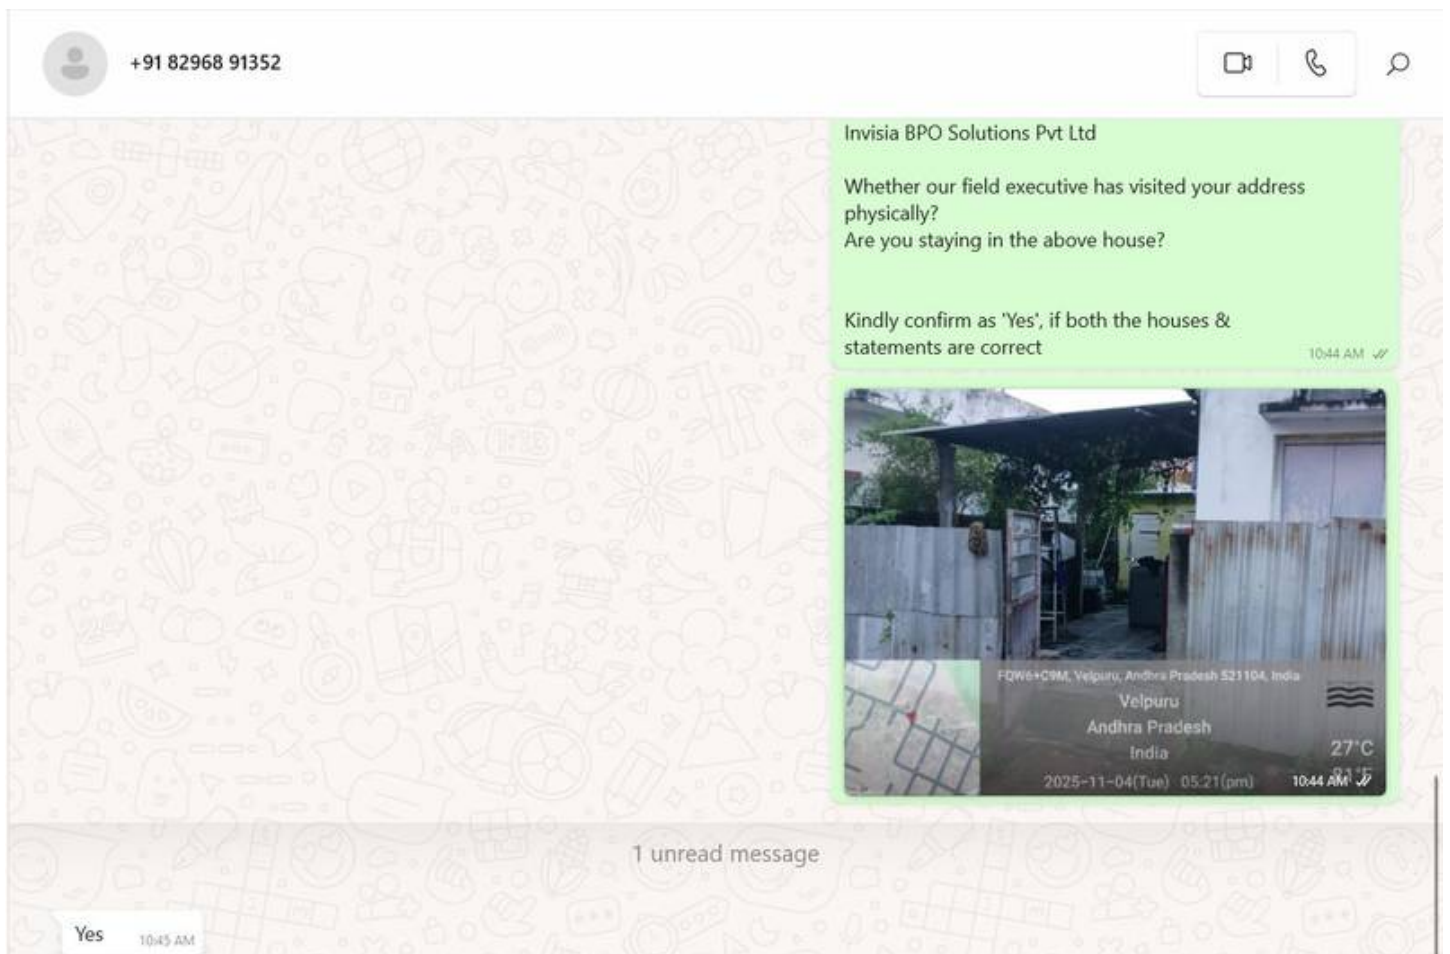 +91 82968 91352
Invisia BPO Solutions Pvt Ltd
Whether our field executive has visited your address
physically?
Are you staying in the above house?
Kindly confirm as 'Yes', if both the houses &
statements are correct
10:44 AM
FQW6+C9M, Velpuru, Andhra Pradesh 521104, India
Velpuru
Andhra Pradesh
India
27°C
2025-11-04(Tue) 05:21(pm)
10:44 AM
1 unread message
Yes
10:45 AM